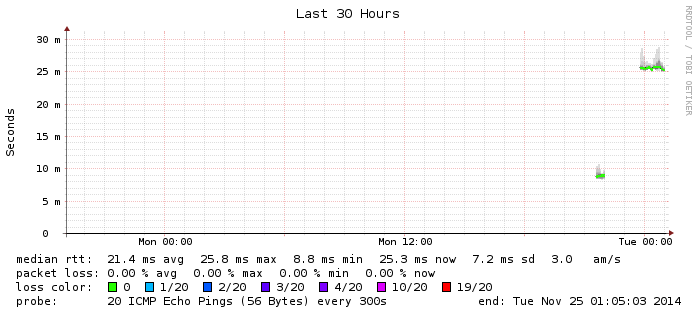 Last 30 Hours
RRDTOOL / TOBI OETIKER
Seconds
30 m
25 m
20 m
15 m
10 m
5 m
0
Mon 00:00 Mon 12:00 Tue 00:00
median rtt: 21.4 ms avg 25.8 ms max 8.8 ms min 25.3 ms now 7.2 ms sd 3.0 am/s
packet loss: 0.00 % avg 0.00 % max 0.00 % min 0.00 % now
loss color: 0 1/20 2/20 3/20 4/20 10/20 19/20
probe: 20 ICMP Echo Pings (56 Bytes) every 300s end: Tue Nov 25 01:05:03 2014